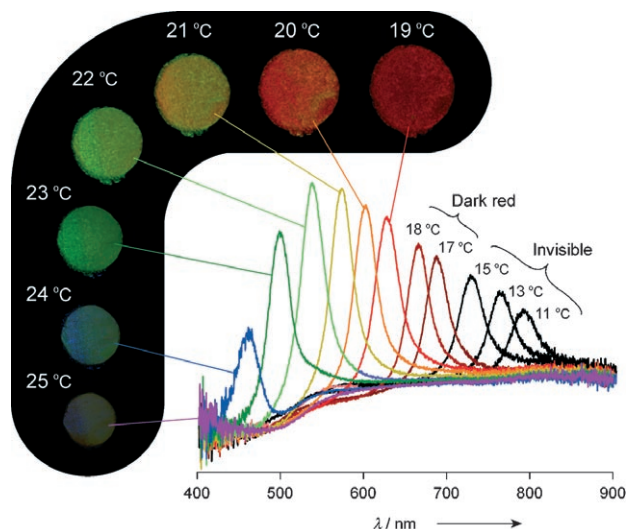 21 °C
20 °C
19 °C
22 °C
23 °C
24 °C
25 °C
Dark red
18 °C
17 °C
Invisible
15 °C
13 °C
11 °C
400 500 600 700 800 900
λ / nm